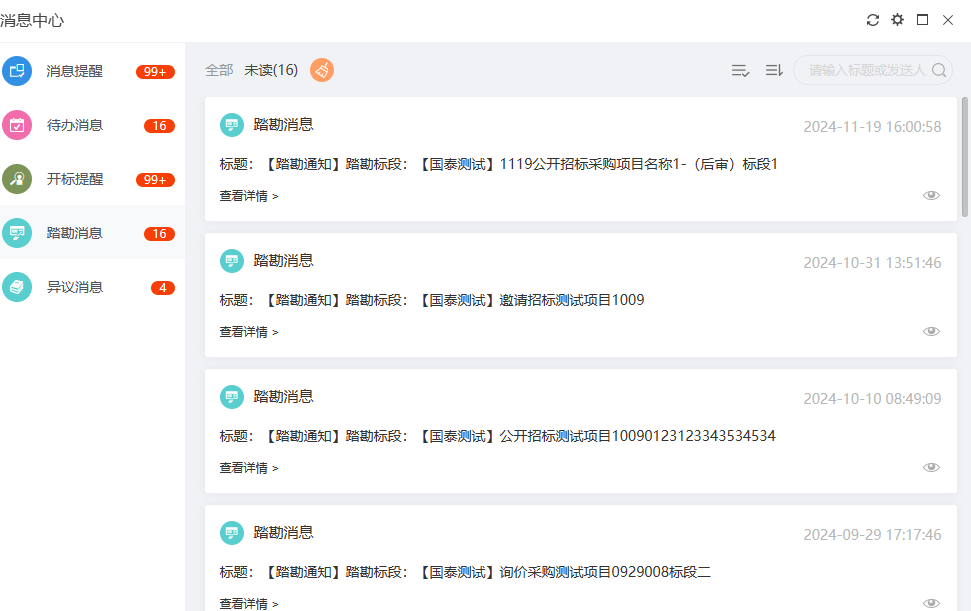 消息中心
消息提醒 99+
待办消息 16
开标提醒 99+
踏勘消息 16
异议消息 4
全部 未读(16) 请输入标题或发送人
踏勘消息 2024-11-19 16:00:58
标题：【踏勘通知】踏勘标段：【国泰测试】1119公开招标采购项目名称1-（后审）标段1
查看详情 >
踏勘消息 2024-10-31 13:51:46
标题：【踏勘通知】踏勘标段：【国泰测试】邀请招标测试项目1009
查看详情 >
踏勘消息 2024-10-10 08:49:09
标题：【踏勘通知】踏勘标段：【国泰测试】公开招标测试项目10090123123343534534
查看详情 >
踏勘消息 2024-09-29 17:17:46
标题：【踏勘通知】踏勘标段：【国泰测试】询价采购测试项目0929008标段二
查看详情 >